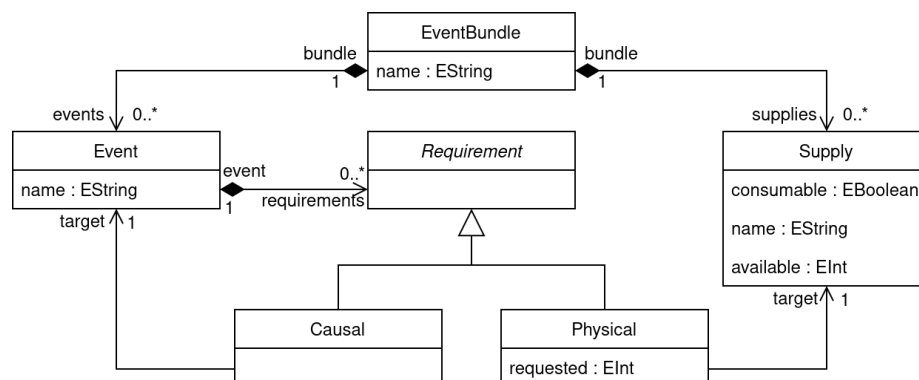 EventBundle
bundle
bundle
name : EString
1
1
events
0..*
supplies
0..*
Event
Requirement
Supply
event
0..*
name : EString
consumable : EBoolean
1
requirements
target
1
name : EString
available : EInt
target
1
Causal
Physical
requested : EInt